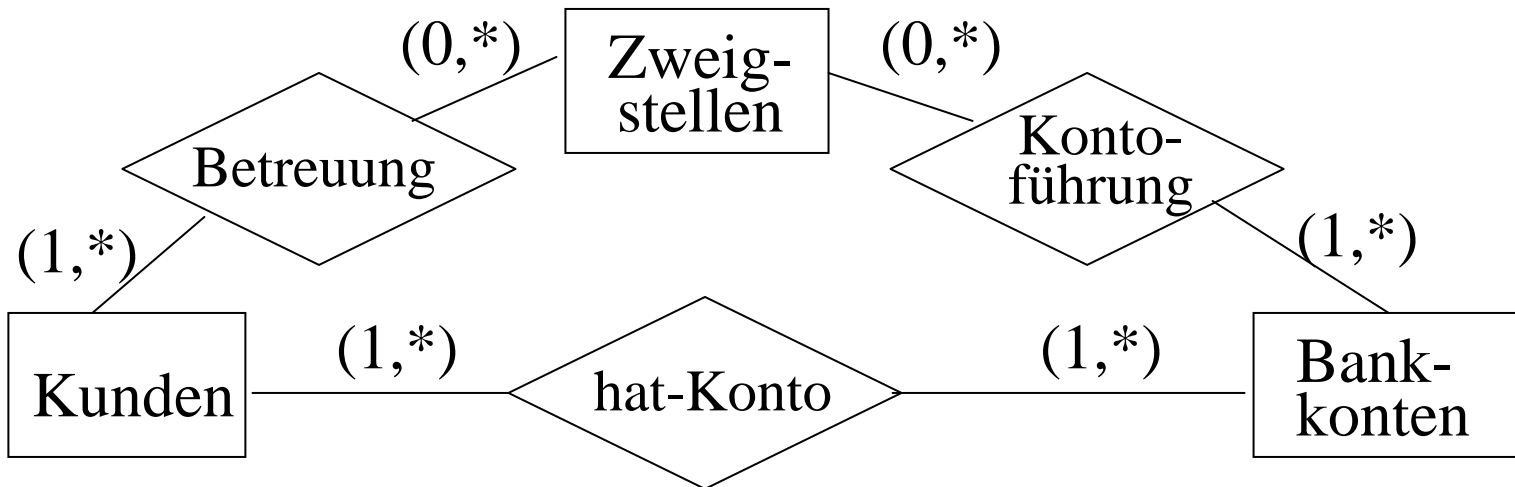 (0,*)
Zweig-
stellen
(0,*)
Betreuung
Konto-
führung
(1,*)
(1,*)
Kunden
(1,*)
hat-Konto
(1,*)
Bank-
konten